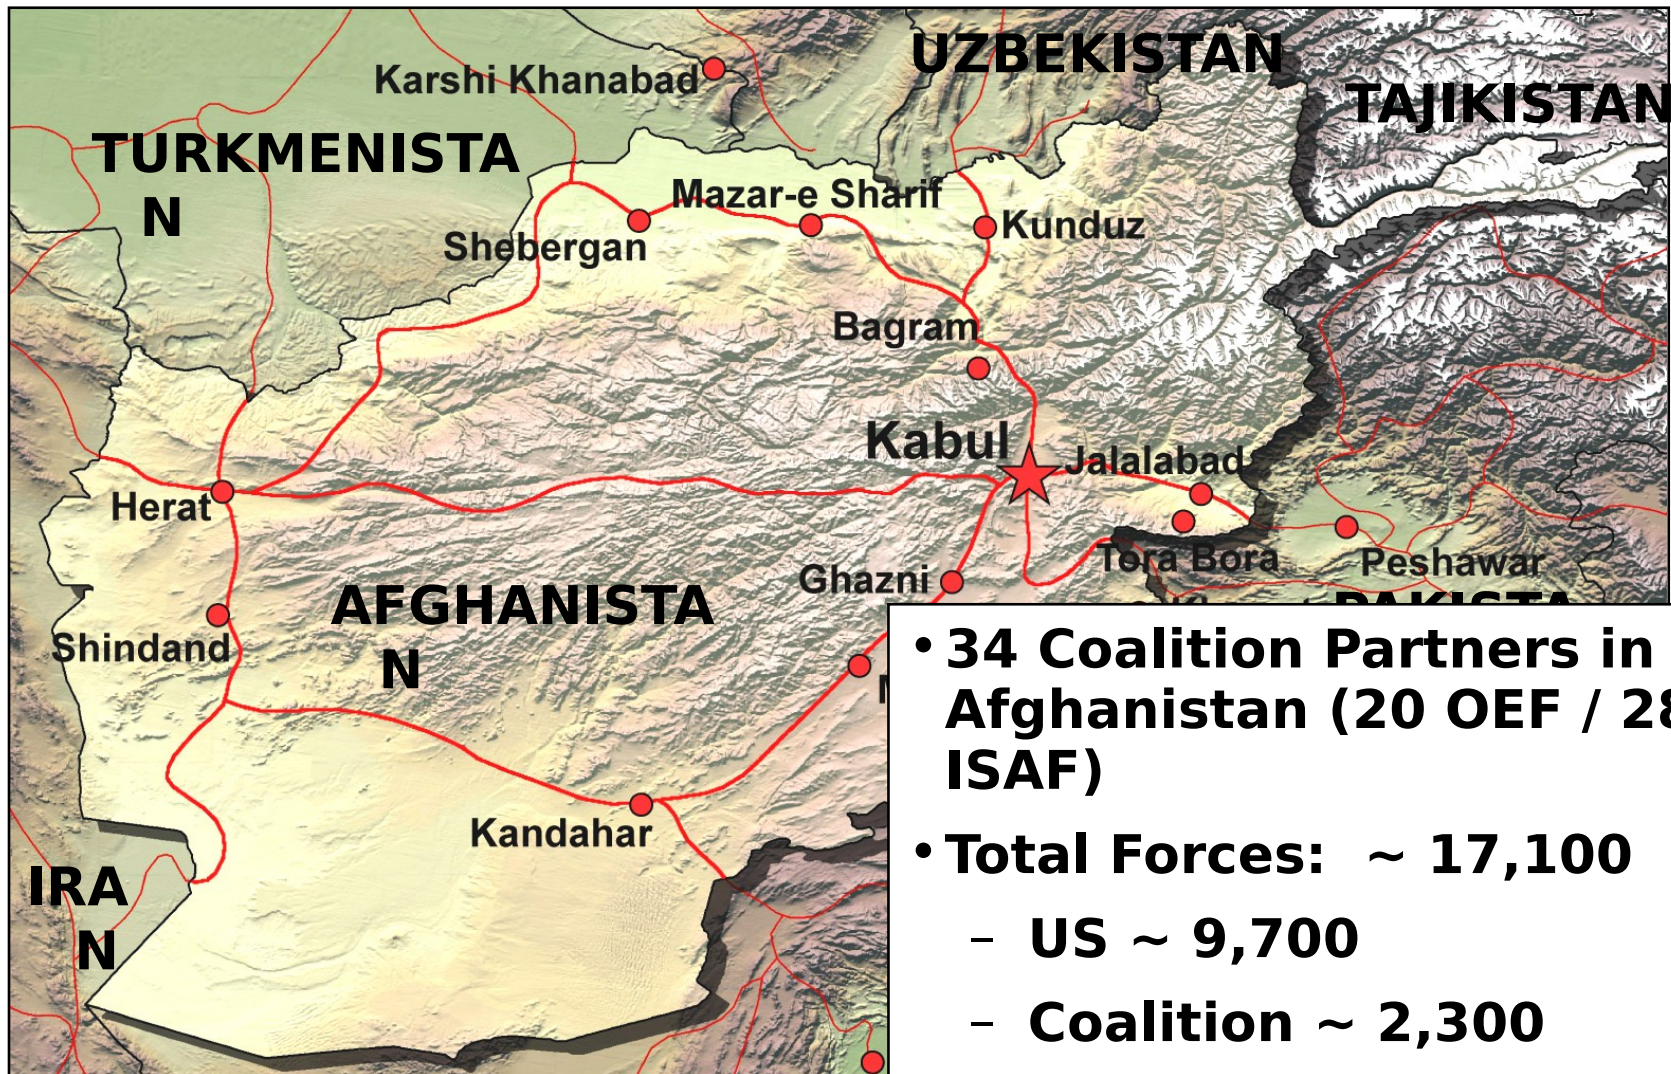 UZBEKISTAN
Karshi Khanabad
TAJIKISTAN
TURKMENISTA
N
Mazar-e Sharif
Kunduz
Shebergan
Bagram
Kabul
Jalalabad
Herat
Tora Bora
Peshawar
Ghazni
AFGHANISTA
N
PAKISTA
Shindand
• 34 Coalition Partners in
Afghanistan (20 OEF / 28
ISAF)
Kandahar
• Total Forces: ~ 17,100
IRA
N
– US ~ 9,700
– Coalition ~ 2,300